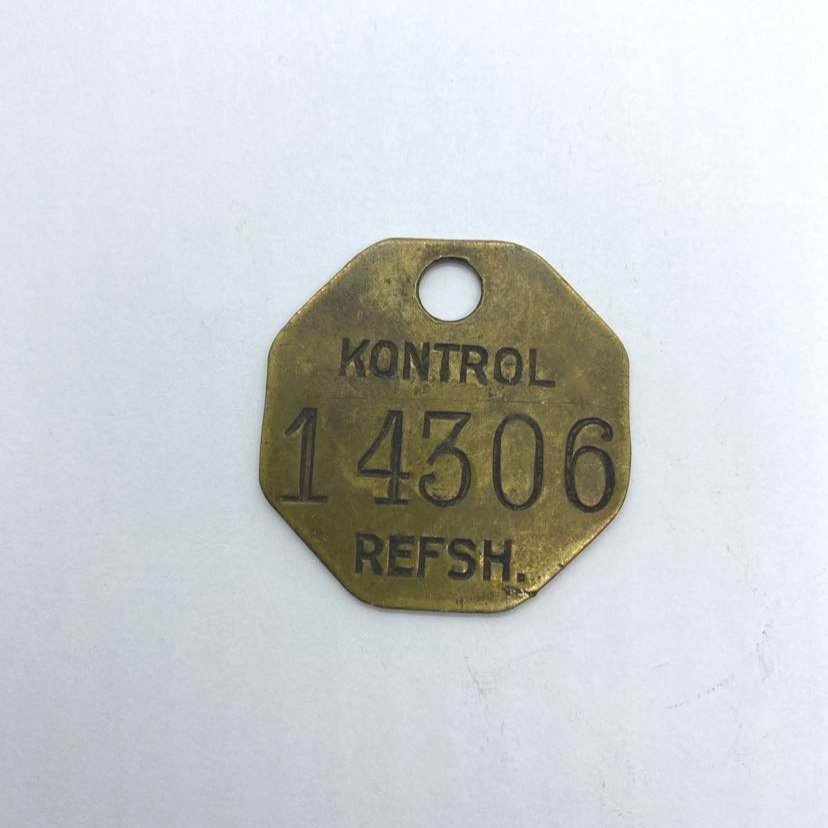 KONTROL
14306
REFSH.